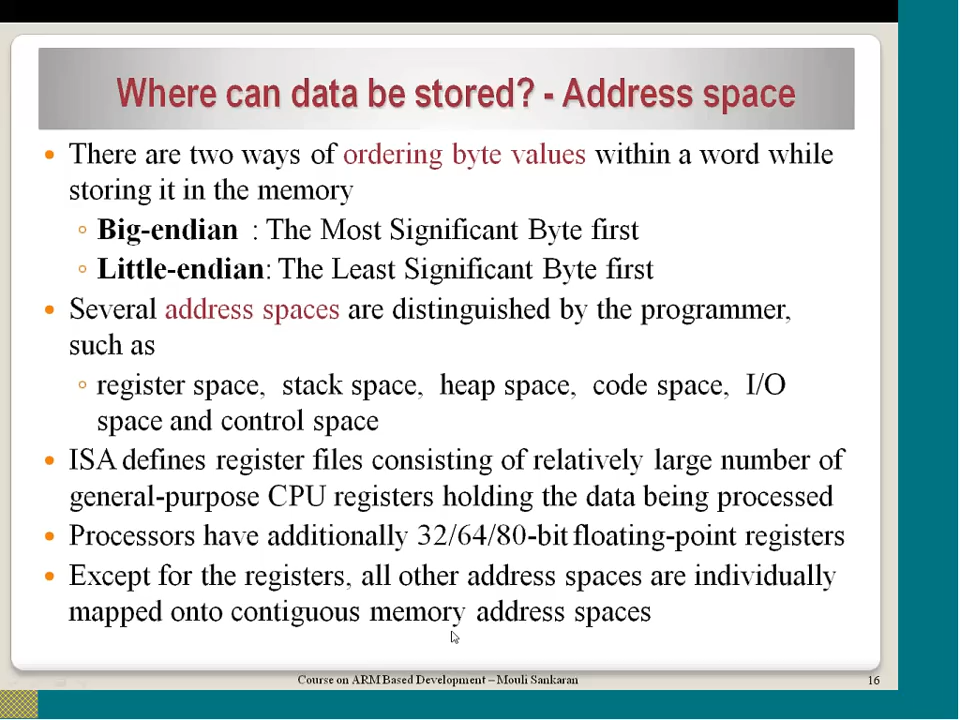 Where can data be stored? - Address space
• There are two ways of ordering byte values within a word while
storing it in the memory
◦ Big-endian : The Most Significant Byte first
◦ Little-endian: The Least Significant Byte first
• Several address spaces are distinguished by the programmer,
such as
◦ register space, stack space, heap space, code space, I/O
space and control space
• ISA defines register files consisting of relatively large number of
general-purpose CPU registers holding the data being processed
• Processors have additionally 32/64/80-bit floating-point registers
• Except for the registers, all other address spaces are individually
mapped onto contiguous memory address spaces
Course on ARM Based Development – Mouli Sankaran
16